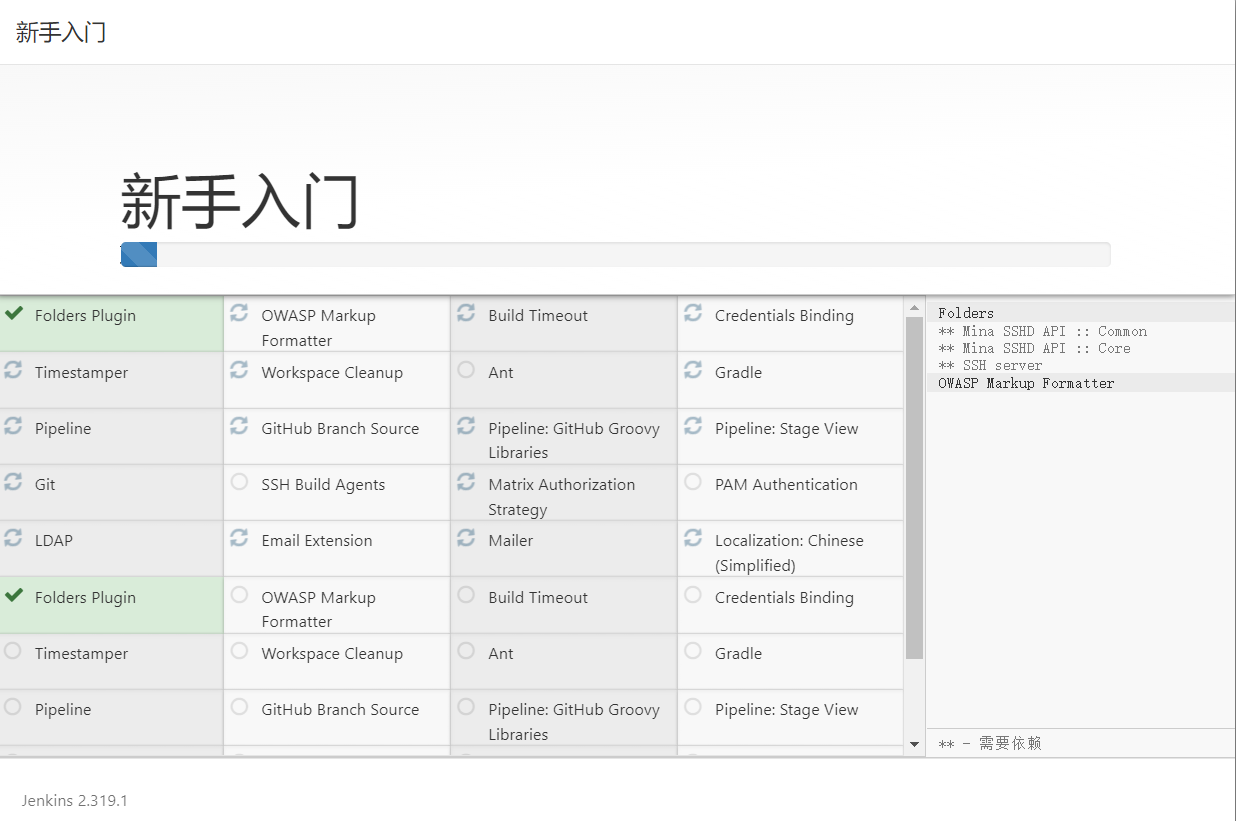 新手入门
新手入门
Folders Plugin
OWASP Markup
Formatter
Build Timeout
Credentials Binding
Timestamper
Workspace Cleanup
Ant
Gradle
Pipeline
GitHub Branch Source
Pipeline: GitHub Groovy
Libraries
Pipeline: Stage View
Git
SSH Build Agents
Matrix Authorization
Strategy
PAM Authentication
LDAP
Email Extension
Mailer
Localization: Chinese
(Simplified)
Folders Plugin
OWASP Markup
Formatter
Build Timeout
Credentials Binding
Timestamper
Workspace Cleanup
Ant
Gradle
Pipeline
GitHub Branch Source
Pipeline: GitHub Groovy
Libraries
Pipeline: Stage View
Folders
** Mina SSHD API :: Common
** Mina SSHD API :: Core
** SSH server
OWASP Markup Formatter
** - 需要依赖
Jenkins 2.319.1